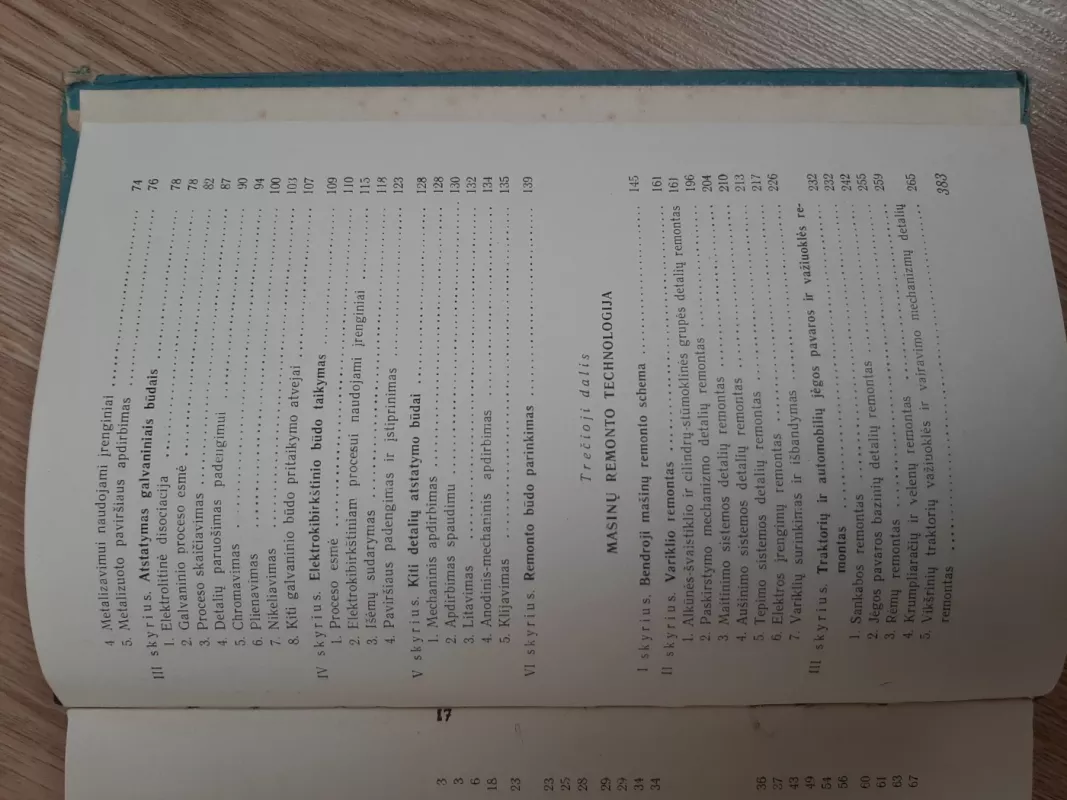 3
3
6
18
23
23
25
28
29
29
34
34
36
37
43
49
54
56
60
61
63
67
17
4 Metalizavimui naudojami įrenginiai . . . . . 74
5. Metalizuoto paviršiaus apdirbimas . . . . . 76
III skyrius. Atstatymas galvaniniais būdais . . . . . 78
1. Elektrolitinė disociacija . . . . . 78
2. Galvaninio proceso esmė . . . . . 82
3. Proceso skaičiavimas . . . . . 87
4. Detalių paruošimas padengimui . . . . . 90
5. Chromavimas . . . . . 94
6. Plienavimas . . . . . 100
7. Nikeliavimas . . . . . 103
8. Kiti galvaninio būdo pritaikymo atvejai . . . . . 107
IV skyrius. Elektrokibirkštinio būdo taikymas . . . . . 109
1. Proceso esmė . . . . . 110
2. Elektrokibirkštiniam procesui naudojami įrenginiai . . . . . 115
3. Išėmų sudarymas . . . . . 118
4. Paviršiaus padengimas ir įstiprinimas . . . . . 123
V skyrius. Kiti detalių atstatymo būdai . . . . . 128
1. Mechaninis apdirbimas . . . . . 128
2. Apdirbimas spaudimu . . . . . 130
3. Litavimas . . . . . 132
4. Anodinis-mechaninis apdirbimas . . . . . 134
5. Klijavimas . . . . . 135
VI skyrius. Remonto būdo parinkimas . . . . . 139
Trečioji dalis
MAŠINŲ REMONTO TECHNOLOGIJA
I skyrius. Bendroji mašinų remonto schema . . . . . 145
II skyrius. Variklio remontas . . . . . 161
1. Alkūnės-švaistiklio ir cilindrų-stūmoklinės grupės detalių remontas 161
2. Paskirstymo mechanizmo detalių remontas . . . . . 196
3. Maitinimo sistemos detalių remontas . . . . . 204
4. Aušinimo sistemos detalių remontas . . . . . 210
5. Tepimo sistemos detalių remontas . . . . . 213
6. Elektros įrengimų remontas . . . . . 217
7. Variklių surinkimas ir išbandymas . . . . . 226
III skyrius. Traktorių ir automobilių jėgos pavaros ir važiuoklės re-
montas . . . . . 232
1. Sankabos remontas . . . . . 232
2. Jėgos pavaros bazinių detalių remontas . . . . . 242
3. Rėmų remontas . . . . . 255
4. Krumpliaračių ir velenų remontas . . . . . 259
5. Vikšrinių traktorių važiuoklės ir vairavimo mechanizmų detalių
remontas . . . . . 265
383